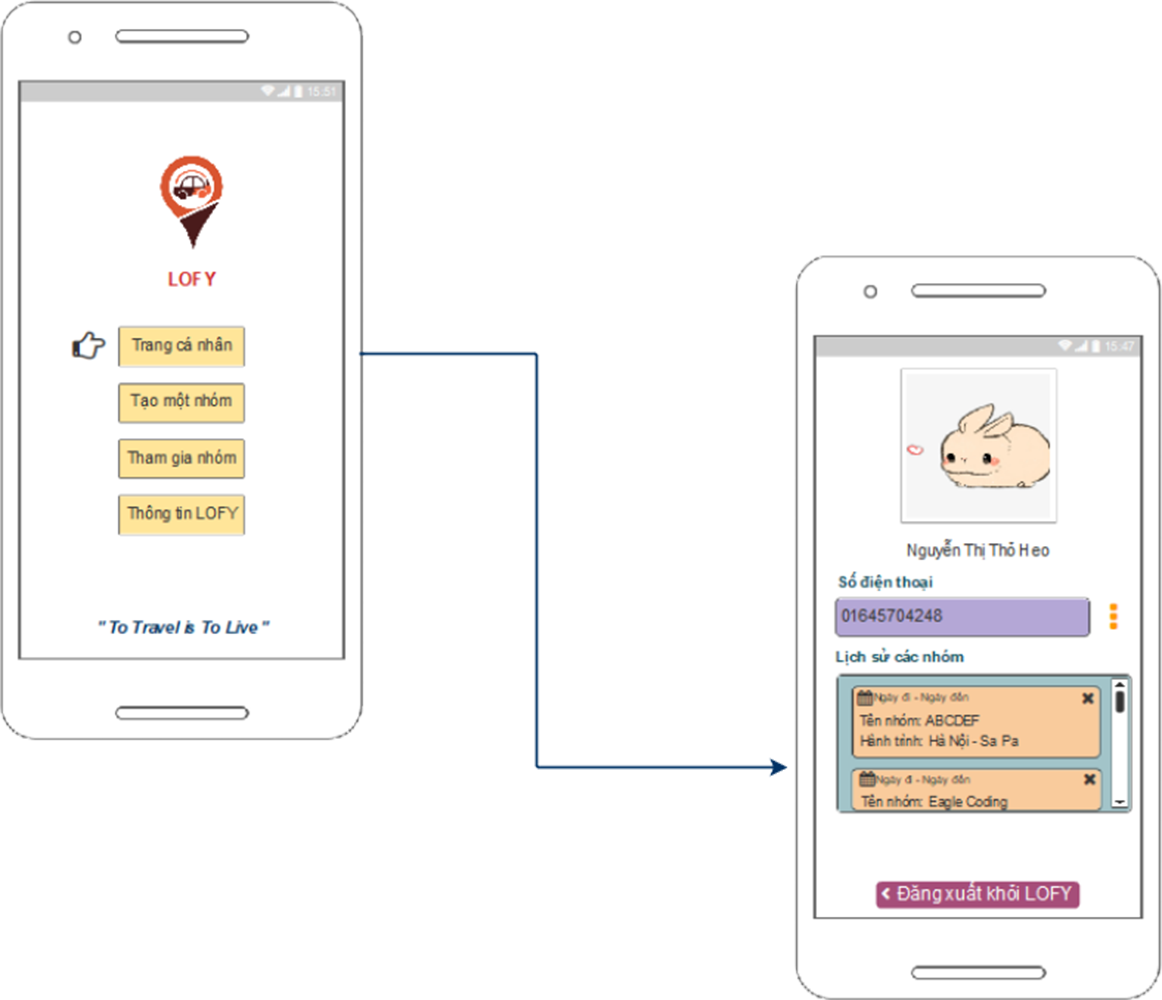 15:51
LOFY
Trang cá nhân
Tạo một nhóm
Tham gia nhóm
Thông tin LOFY
" To Travel is To Live "
15:47
Nguyễn Thị Thỏ Heo
Số điện thoại
01645704248
Lịch sử các nhóm
Ngày đi - Ngày đến
Tên nhóm: ABCDEF
Hành trình: Hà Nội - Sa Pa
Ngày đi - Ngày đến
Tên nhóm: Eagle Coding
Đăng xuất khỏi LOFY